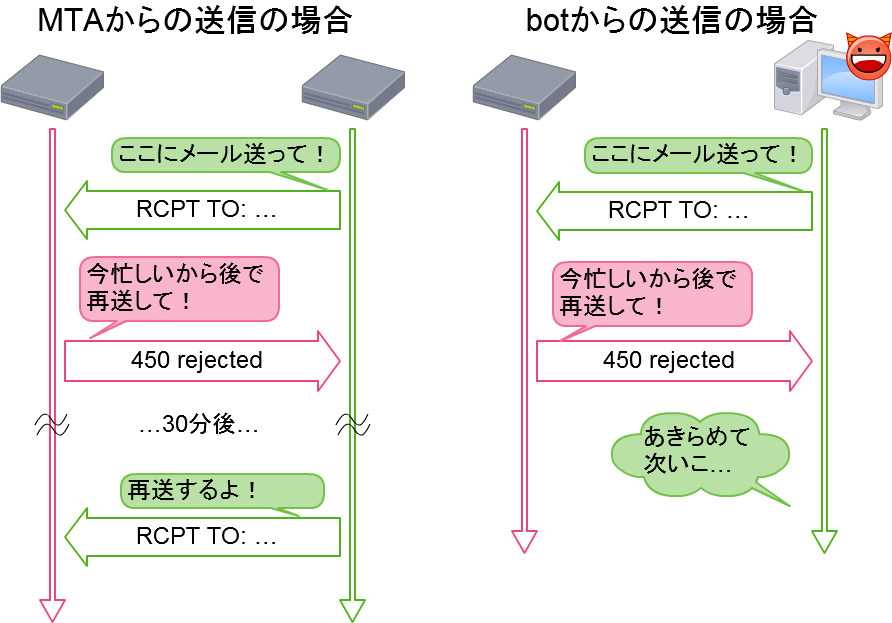 MTAからの送信の場合
ここにメール送って！
RCPT TO: …
今忙しいから後で
再送して！
450 rejected
…30分後…
再送するよ！
RCPT TO: …
botからの送信の場合
ここにメール送って！
RCPT TO: …
今忙しいから後で
再送して！
450 rejected
あきらめて
次いこ…